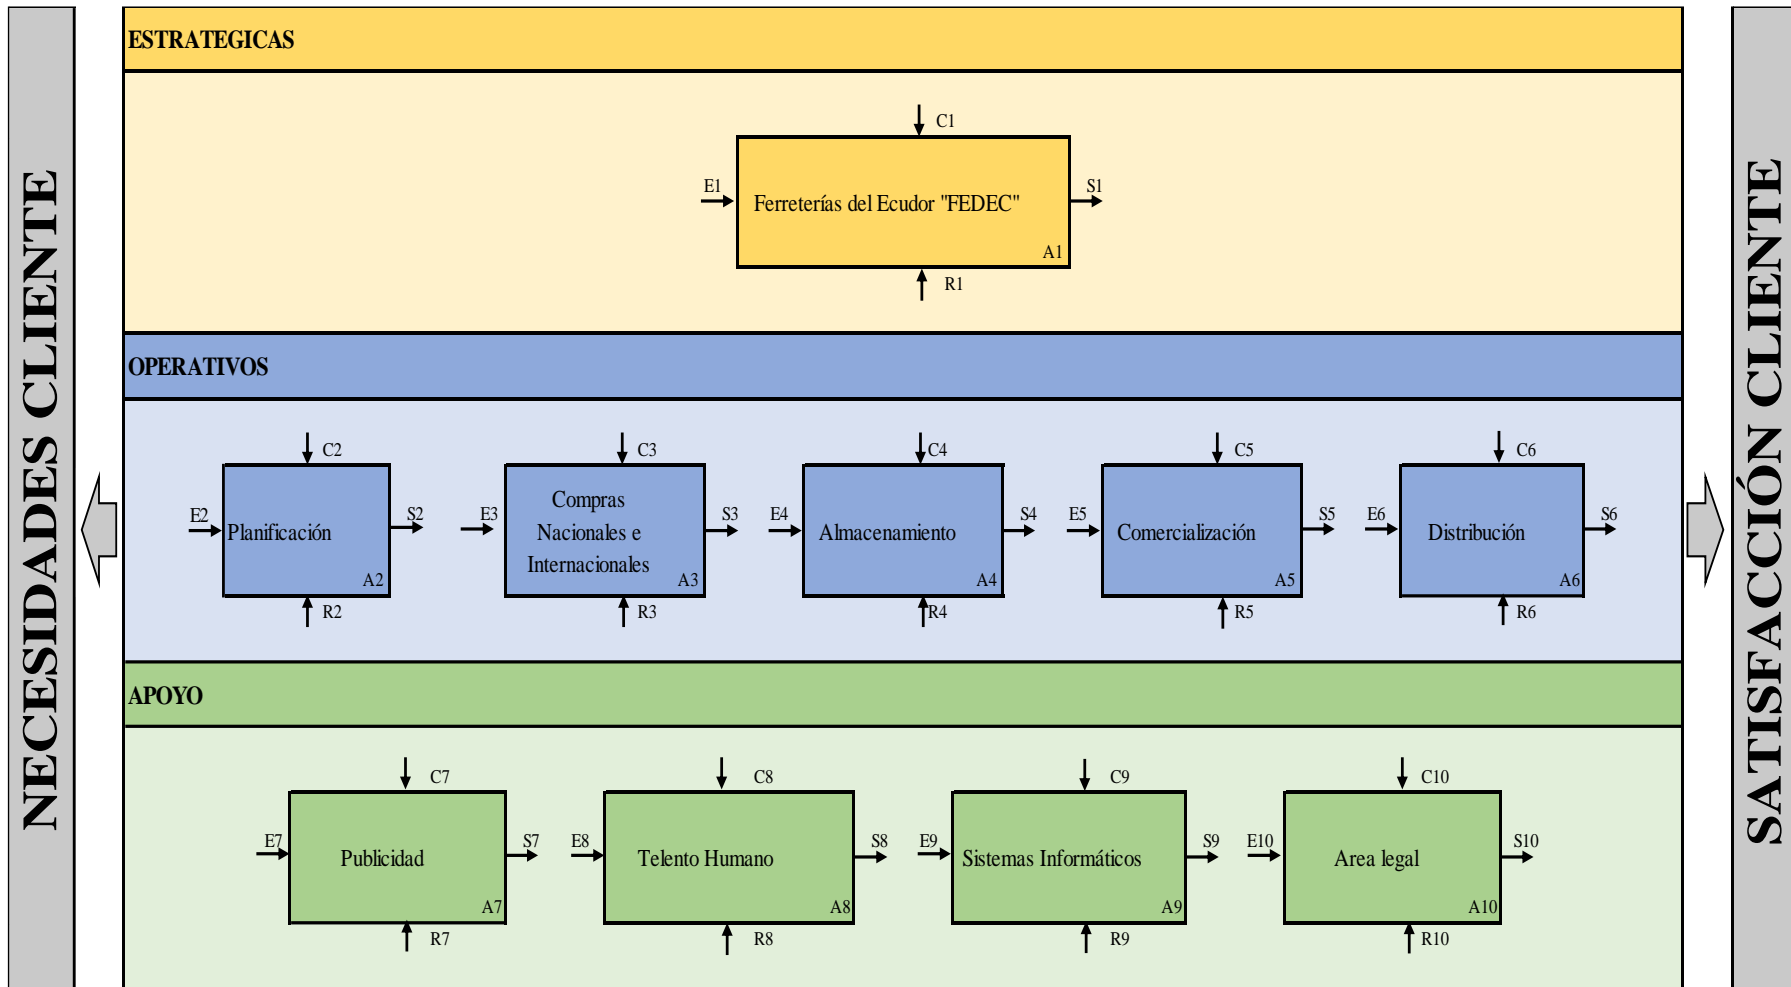 NECESIDADES CLIENTE
ESTRATEGICAS
C1
E1
Ferreterías del Ecudor "FEDEC"
S1
A1
R1
OPERATIVOS
C2
E2
Planificación
S2
A2
R2
C3
E3
Compras
Nacionales e
Internacionales
S3
A3
R3
C4
E4
Almacenamiento
S4
A4
R4
C5
E5
Comercialización
S5
A5
R5
C6
E6
Distribución
S6
A6
R6
APOYO
C7
E7
Publicidad
S7
A7
R7
C8
E8
Telento Humano
S8
A8
R8
C9
E9
Sistemas Informáticos
S9
A9
R9
C10
E10
Area legal
S10
A10
R10
SATISFACCIÓN CLIENTE